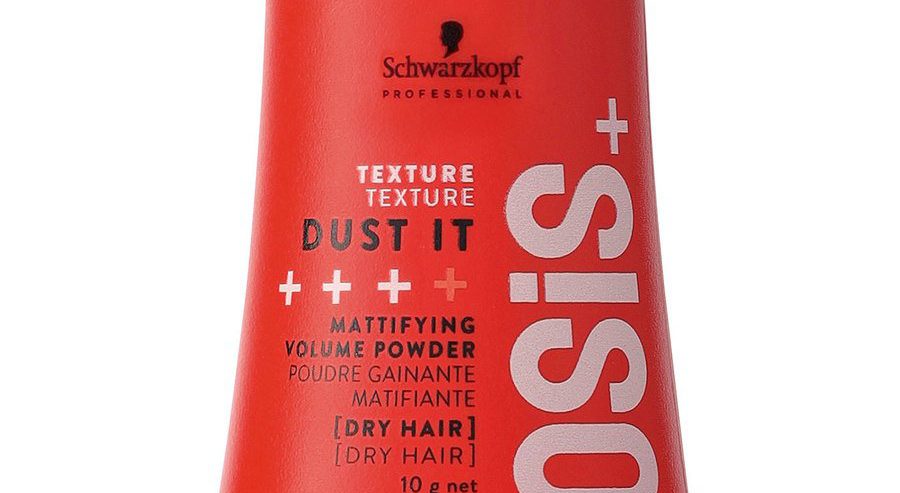 Schwarzkopf
PROFESSIONAL
TEXTURE
TEXTURE
DUST IT
++++
MATTIFYING
VOLUME POWDER
POUDRE GAINANTE
MATIFIANTE
[DRY HAIR]
[DRY HAIR]
10 g net
OSiS+